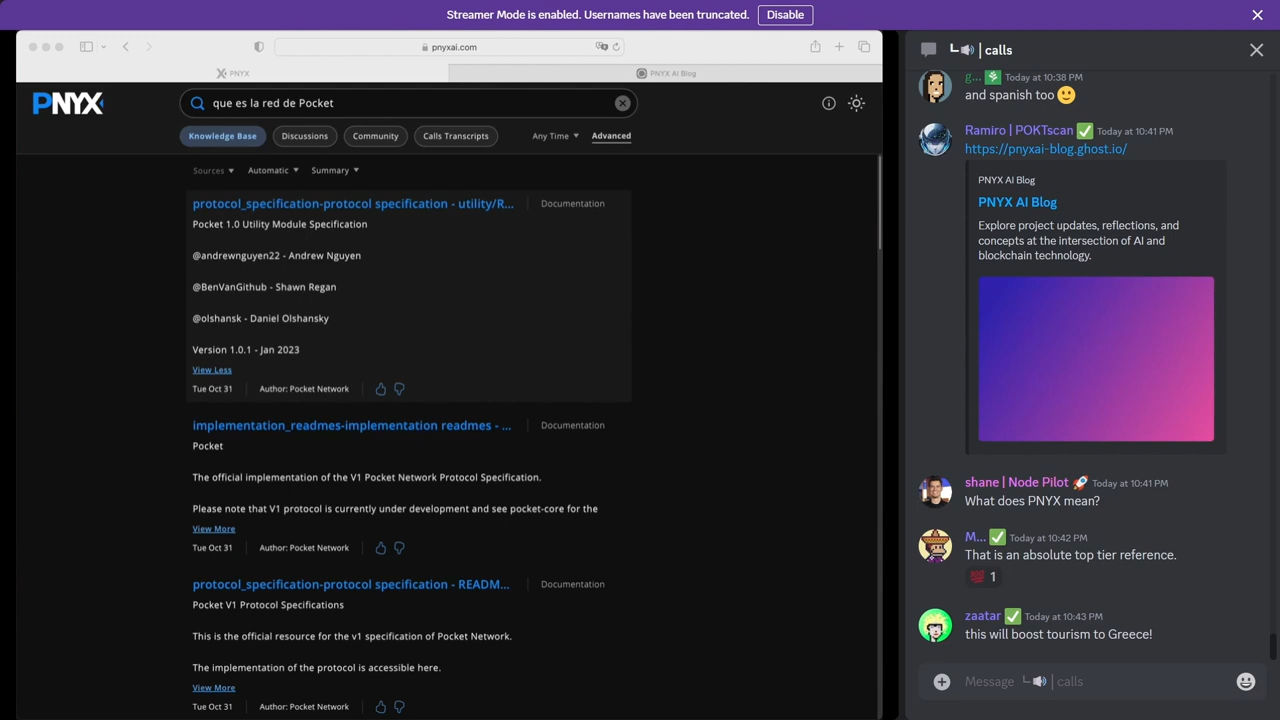 Streamer Mode is enabled. Usernames have been truncated. Disable
pnyxai.com
PNYX
PNYX AI Blog
PNYX
que es la red de Pocket
Knowledge Base Discussions Community Calls Transcripts Any Time Advanced
Sources Automatic Summary
protocol_specification-protocol specification - utility/R... Documentation
Pocket 1.0 Utility Module Specification
@andrewnguyen22 - Andrew Nguyen
@BenVanGithub - Shawn Regan
@olshansk - Daniel Olshansky
Version 1.0.1 - Jan 2023
View Less
Tue Oct 31 Author: Pocket Network
implementation_readmes-implementation readmes - ... Documentation
Pocket
The official implementation of the V1 Pocket Network Protocol Specification.
Please note that V1 protocol is currently under development and see pocket-core for the
View More
Tue Oct 31 Author: Pocket Network
protocol_specification-protocol specification - READM... Documentation
Pocket V1 Protocol Specifications
This is the official resource for the v1 specification of Pocket Network.
The implementation of the protocol is accessible here.
View More
Tue Oct 31 Author: Pocket Network
calls
g... Today at 10:38 PM
and spanish too 🙂
Ramiro | POKTscan ✅ Today at 10:41 PM
https://pnyxai-blog.ghost.io/
PNYX AI Blog
PNYX AI Blog
Explore project updates, reflections, and
concepts at the intersection of AI and
blockchain technology.
shane | Node Pilot 🚀 Today at 10:41 PM
What does PNYX mean?
M... ✅ Today at 10:42 PM
That is an absolute top tier reference.
💯 1
zaatar ✅ Today at 10:43 PM
this will boost tourism to Greece!
Message calls